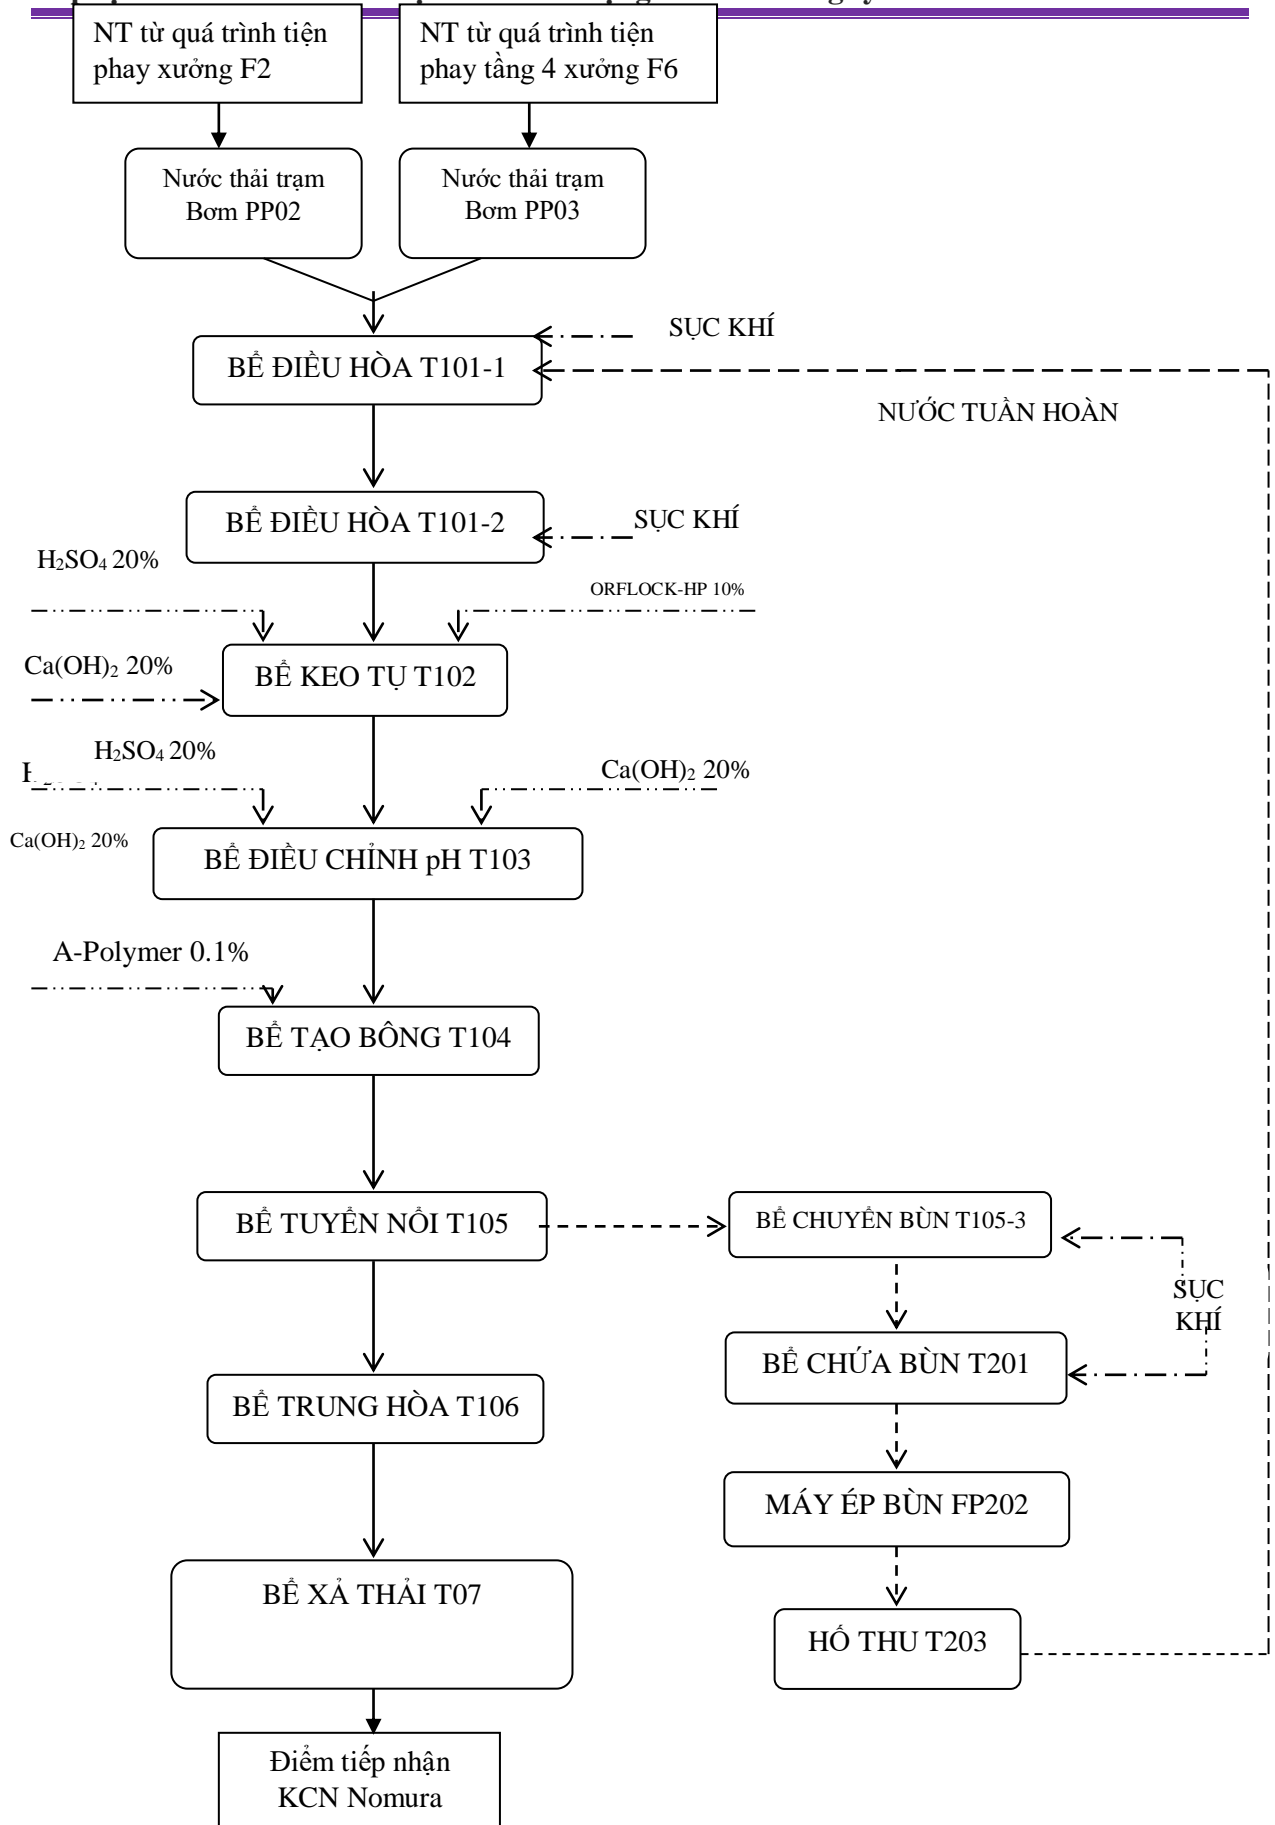 NT từ quá trình tiện
phay xưởng F2
NT từ quá trình tiện
phay tầng 4 xưởng F6
Nước thải trạm
Bơm PP02
Nước thải trạm
Bơm PP03
SỤC KHÍ
BỂ ĐIỀU HÒA T101-1
NƯỚC TUẦN HOÀN
BỂ ĐIỀU HÒA T101-2
SỤC KHÍ
H₂SO₄ 20%
ORFLOCK-HP 10%
Ca(OH)₂ 20%
BỂ KEO TỤ T102
H₂SO₄ 20%
Ca(OH)₂ 20%
Ca(OH)₂ 20%
BỂ ĐIỀU CHỈNH pH T103
A-Polymer 0.1%
BỂ TẠO BÔNG T104
BỂ TUYỂN NỔI T105
BỂ CHUYỂN BÙN T105-3
SỤC
KHÍ
BỂ CHỨA BÙN T201
BỂ TRUNG HÒA T106
MÁY ÉP BÙN FP202
BỂ XẢ THẢI T07
HỐ THU T203
Điểm tiếp nhận
KCN Nomura